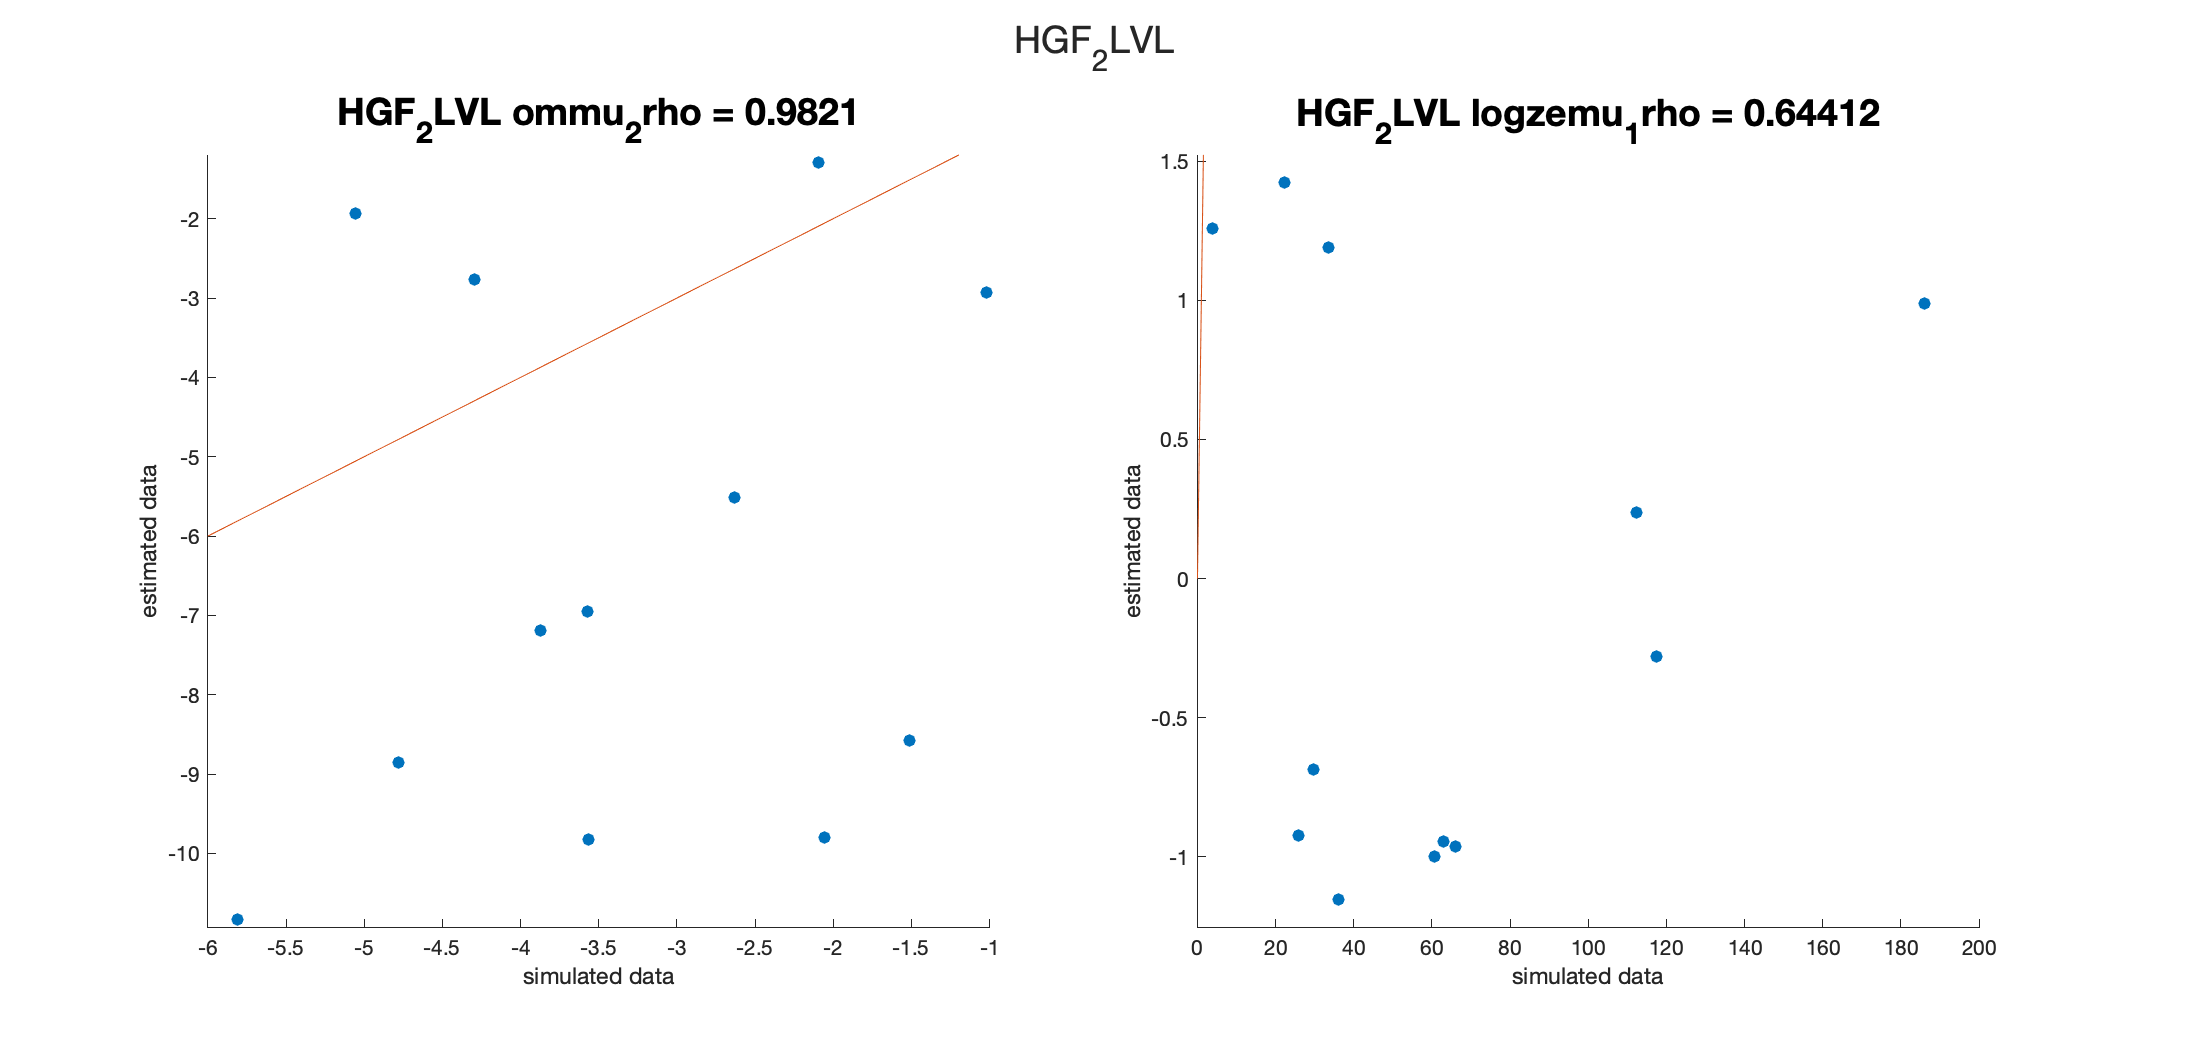 HGF2LVL
HGF2LVL ommu2rho = 0.9821
-2
-3
-4
-5
-6
-7
-8
-9
-10
estimated data
-6 -5.5 -5 -4.5 -4 -3.5 -3 -2.5 -2 -1.5 -1
simulated data
HGF2LVL logzemu1rho = 0.64412
1.5
1
0.5
0
-0.5
-1
estimated data
0 20 40 60 80 100 120 140 160 180 200
simulated data